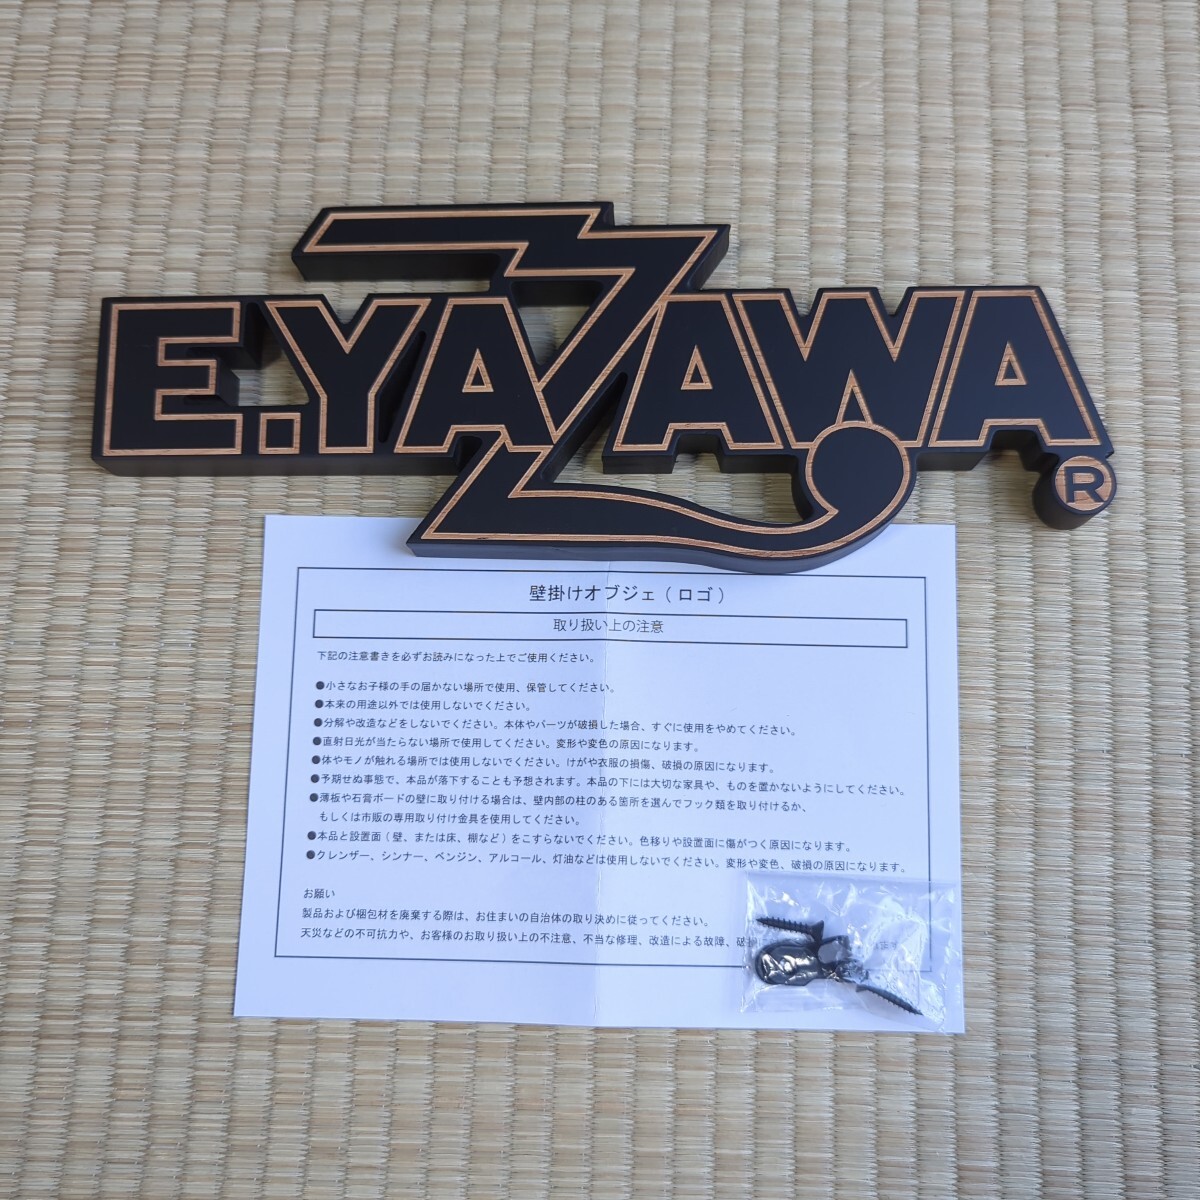 E.YAZAWA
R
壁掛けオブジェ(ロゴ)
取り扱い上の注意
下記の注意書きを必ずお読みになった上でご使用ください。
●小さなお子様の手の届かない場所で使用、保管してください。
●本来の用途以外では使用しないでください。
●分解や改造などをしないでください。本体やパーツが破損した場合、すぐに使用をやめてください。
●直射日光が当たらない場所で使用してください。変形や変色の原因になります。
●体やモノが触れる場所では使用しないでください。けがや衣服の損傷、破損の原因になります。
●予期せぬ事態で、本品が落下することも予想されます。本品の下には大切な家具や、ものを置かないようにしてください。
●薄板や石膏ボードの壁に取り付ける場合は、壁内部の柱のある箇所を選んでフック類を取り付けるか、
もしくは市販の専用取り付け金具を使用してください。
●本品と設置面(壁、または床、棚など)をこすらないでください。色移りや設置面に傷がつく原因になります。
●クレンザー、シンナー、ベンジン、アルコール、灯油などは使用しないでください。変形や変色、破損の原因になります。
お願い
製品および梱包材を廃棄する際は、お住まいの自治体の取り決めに従ってください。
天災などの不可抗力や、お客様のお取り扱い上の不注意、不当な修理、改造による故障、破損